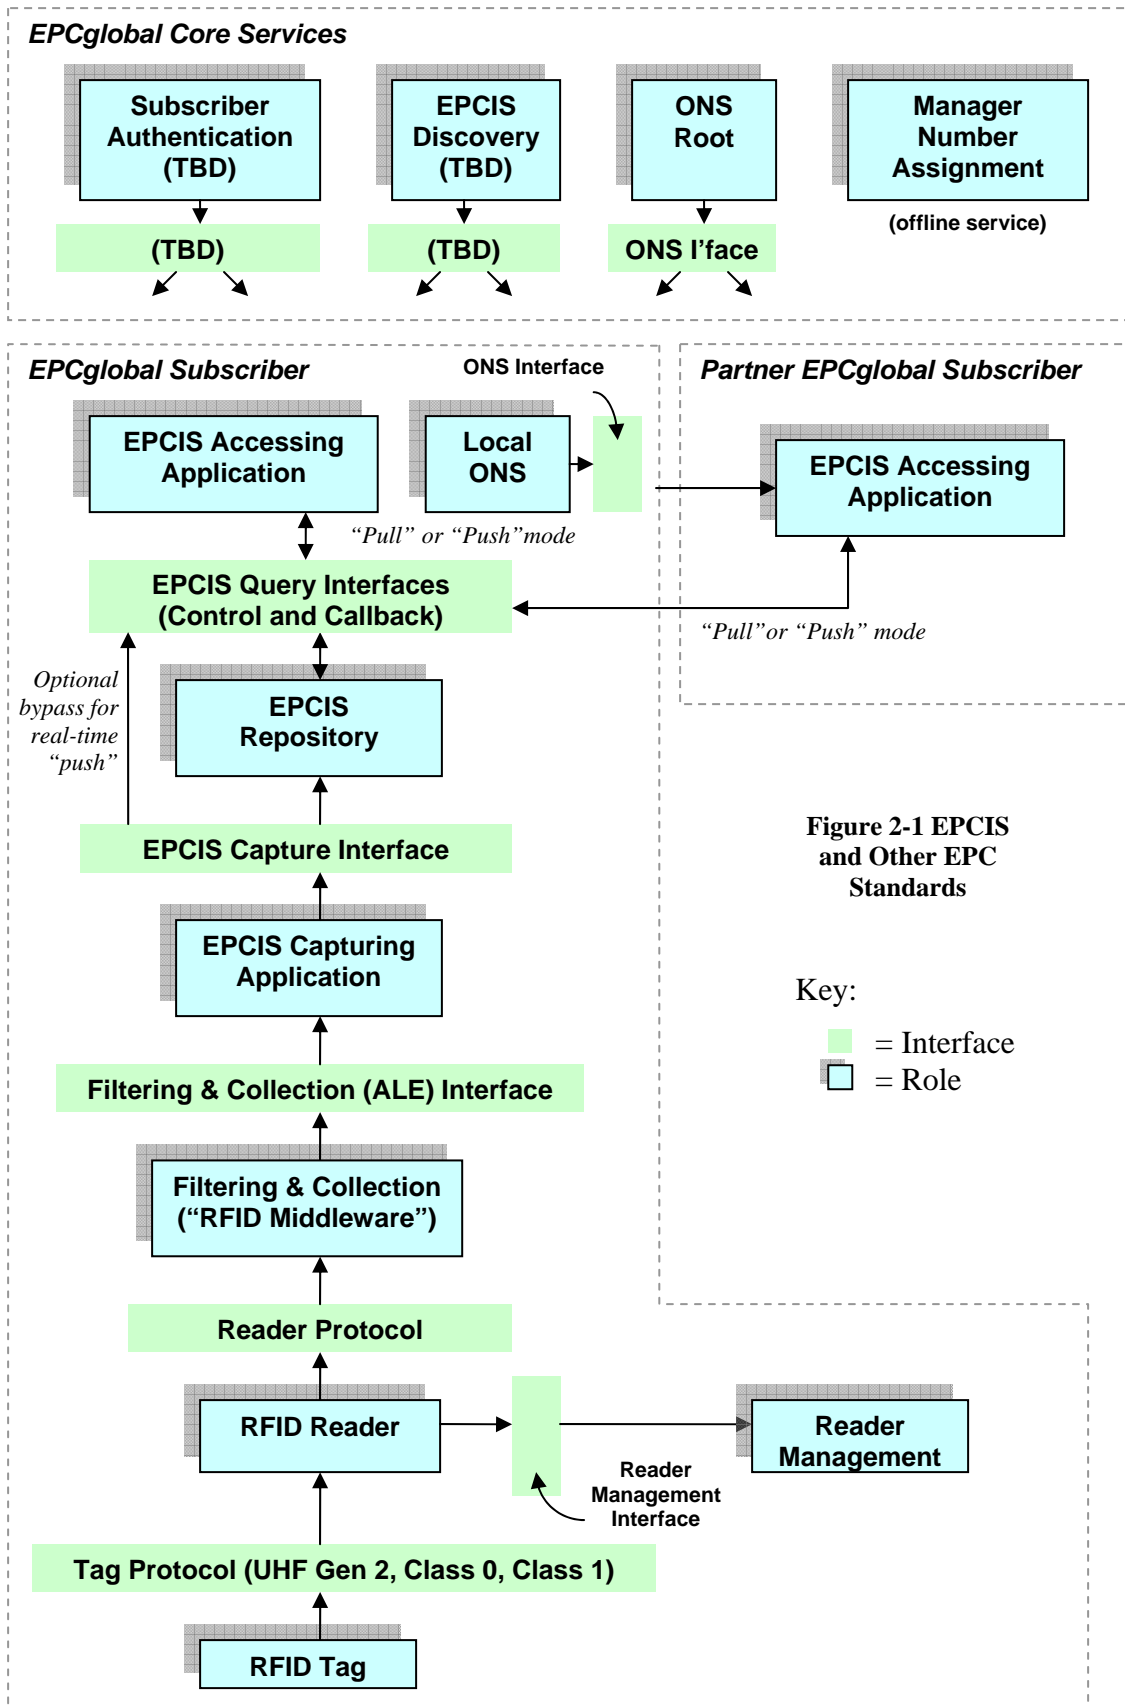 EPCglobal Core Services
Subscriber
Authentication
(TBD)
EPCIS
Discovery
(TBD)
ONS
Root
Manager
Number
Assignment
(offline service)
(TBD)
(TBD)
ONS I'face
EPCglobal Subscriber
ONS Interface
Partner EPCglobal Subscriber
EPCIS Accessing
Application
Local
ONS
EPCIS Accessing
Application
“Pull” or “Push”mode
EPCIS Query Interfaces
(Control and Callback)
“Pull”or “Push” mode
Optional
bypass for
real-time
“push”
EPCIS
Repository
EPCIS Capture Interface
Figure 2-1 EPCIS
and Other EPC
Standards
EPCIS Capturing
Application
Key:
= Interface
= Role
Filtering & Collection (ALE) Interface
Filtering & Collection
(“RFID Middleware”)
Reader Protocol
RFID Reader
Reader
Management
Reader
Management
Interface
Tag Protocol (UHF Gen 2, Class 0, Class 1)
RFID Tag